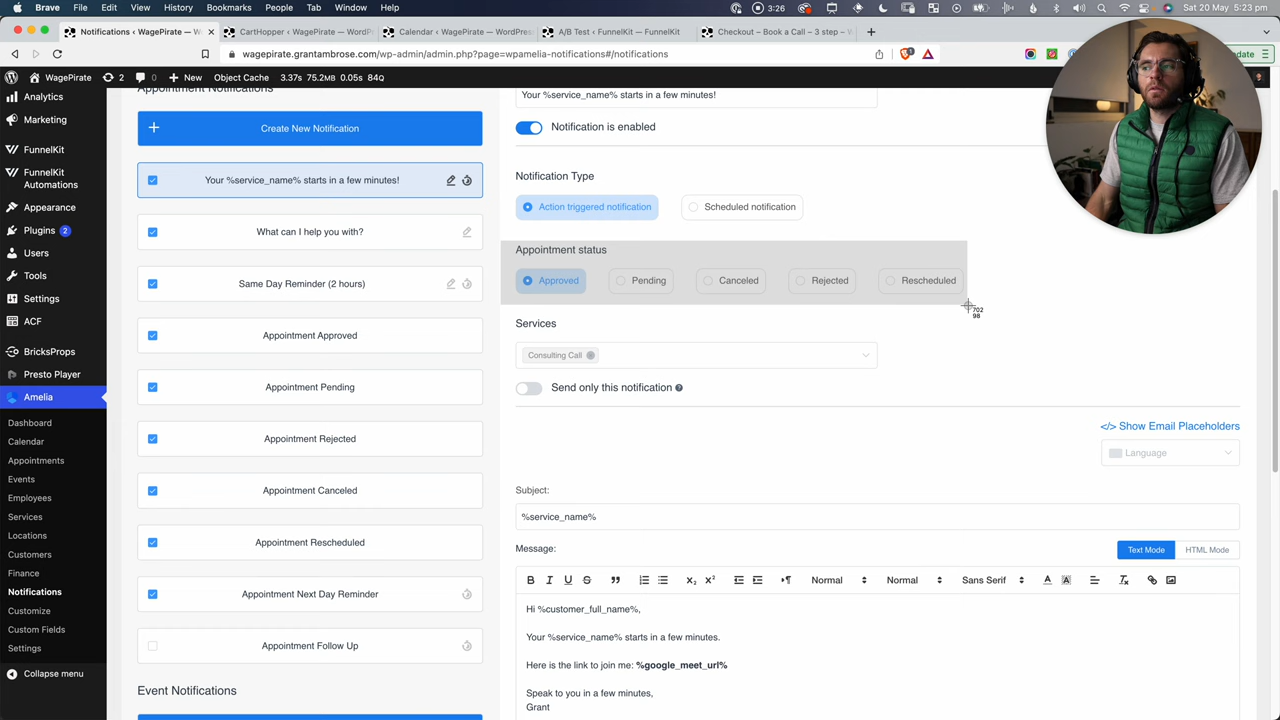 Brave File Edit View History Bookmarks People Tab Window Help
3:26
Sat 5 Nov 5:23 pm
Notifications ‹ WagePirate — W
CartHopper ‹ WagePirate — WordP
Calendar ‹ WagePirate — WordPres
A/B Test ‹ FunnelKit — FunnelKit
Checkout – Book a Call – 3 step – W
wagepirate.grantambrose.com/wp-admin/admin.php?page=wpamelia-notifications#/notifications
WagePirate 2 0 New Object Cache 3.37s 75.2MB 0.05s 84Q
Analytics
Marketing
FunnelKit
FunnelKit
Automations
Appearance
Plugins 2
Users
Tools
Settings
ACF
BricksProps
Presto Player
Amelia
Dashboard
Calendar
Appointments
Events
Employees
Services
Locations
Customers
Finance
Notifications
Customize
Custom Fields
Settings
Collapse menu
Appointment Notifications
Create New Notification
Your %service_name% starts in a few minutes!
What can I help you with?
Same Day Reminder (2 hours)
Appointment Approved
Appointment Pending
Appointment Rejected
Appointment Canceled
Appointment Rescheduled
Appointment Next Day Reminder
Appointment Follow Up
Event Notifications
Your %service_name% starts in a few minutes!
Notification is enabled
Notification Type
Action triggered notification
Scheduled notification
Appointment status
Approved
Pending
Canceled
Rejected
Rescheduled
702
98
Services
Consulting Call
Send only this notification
</> Show Email Placeholders
Language
Subject:
%service_name%
Message:
Text Mode
HTML Mode
Normal
Normal
Sans Serif
Hi %customer_full_name%,
Your %service_name% starts in a few minutes.
Here is the link to join me: %google_meet_url%
Speak to you in a few minutes,
Grant